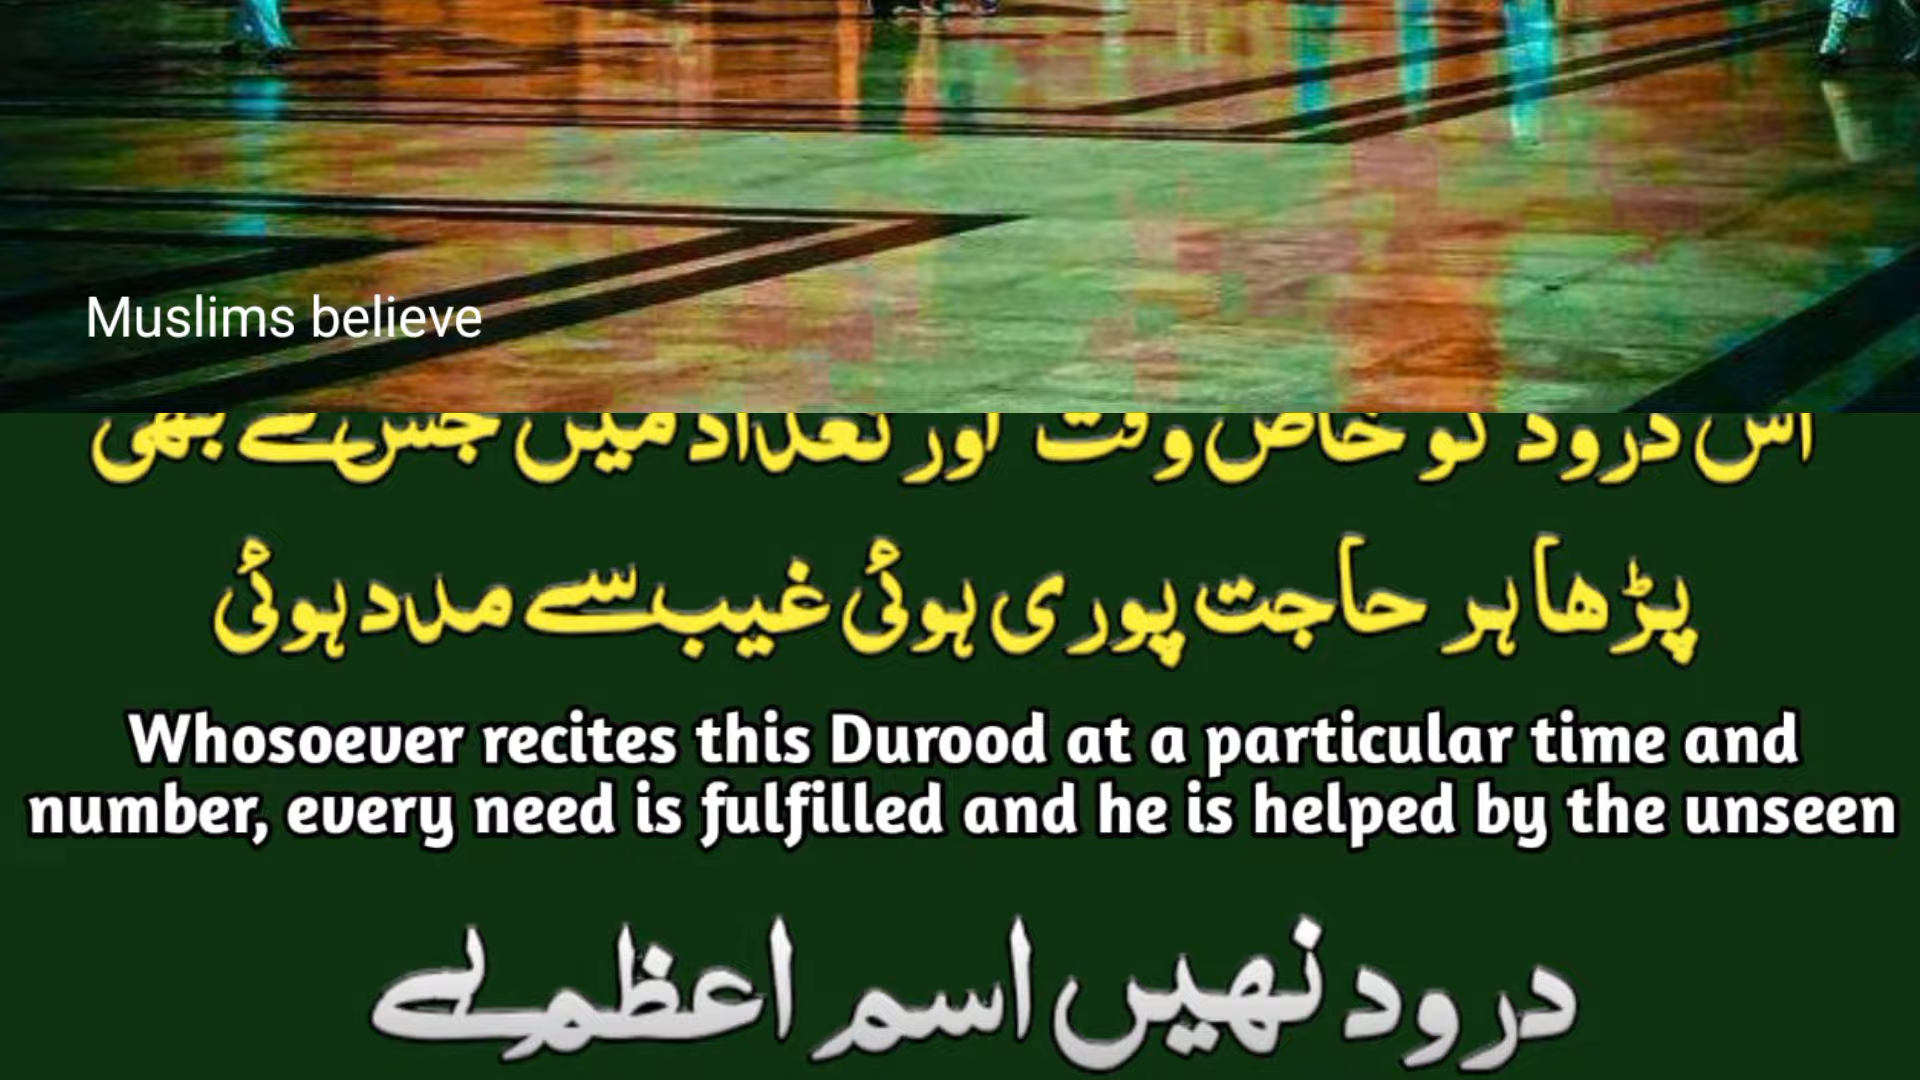 Muslims believe
اس درود کو خاص وقت اور تعداد میں جس نے بھی
پڑھا ہر حاجت پوری ہوئی غیب سے مدد ہوئی
Whosoever recites this Durood at a particular time and
number, every need is fulfilled and he is helped by the unseen
درود نهیں اسم اعظم ہے